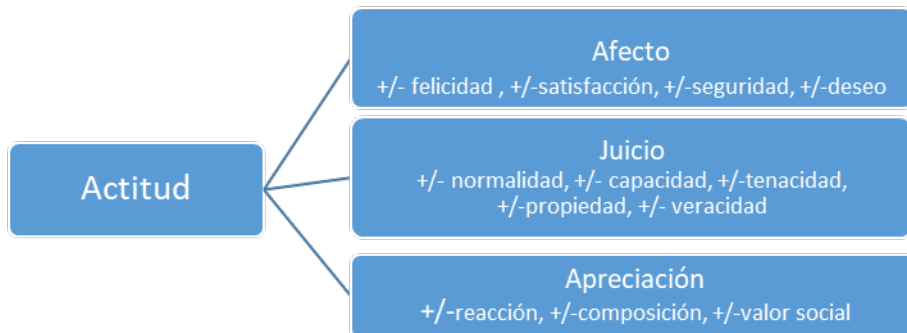 Actitud
Afecto
+/- felicidad , +/-satisfacción, +/-seguridad, +/-deseo
Juicio
+/- normalidad, +/- capacidad, +/-tenacidad,
+/-propiedad, +/- veracidad
Apreciación
+/-reacción, +/-composición, +/-valor social